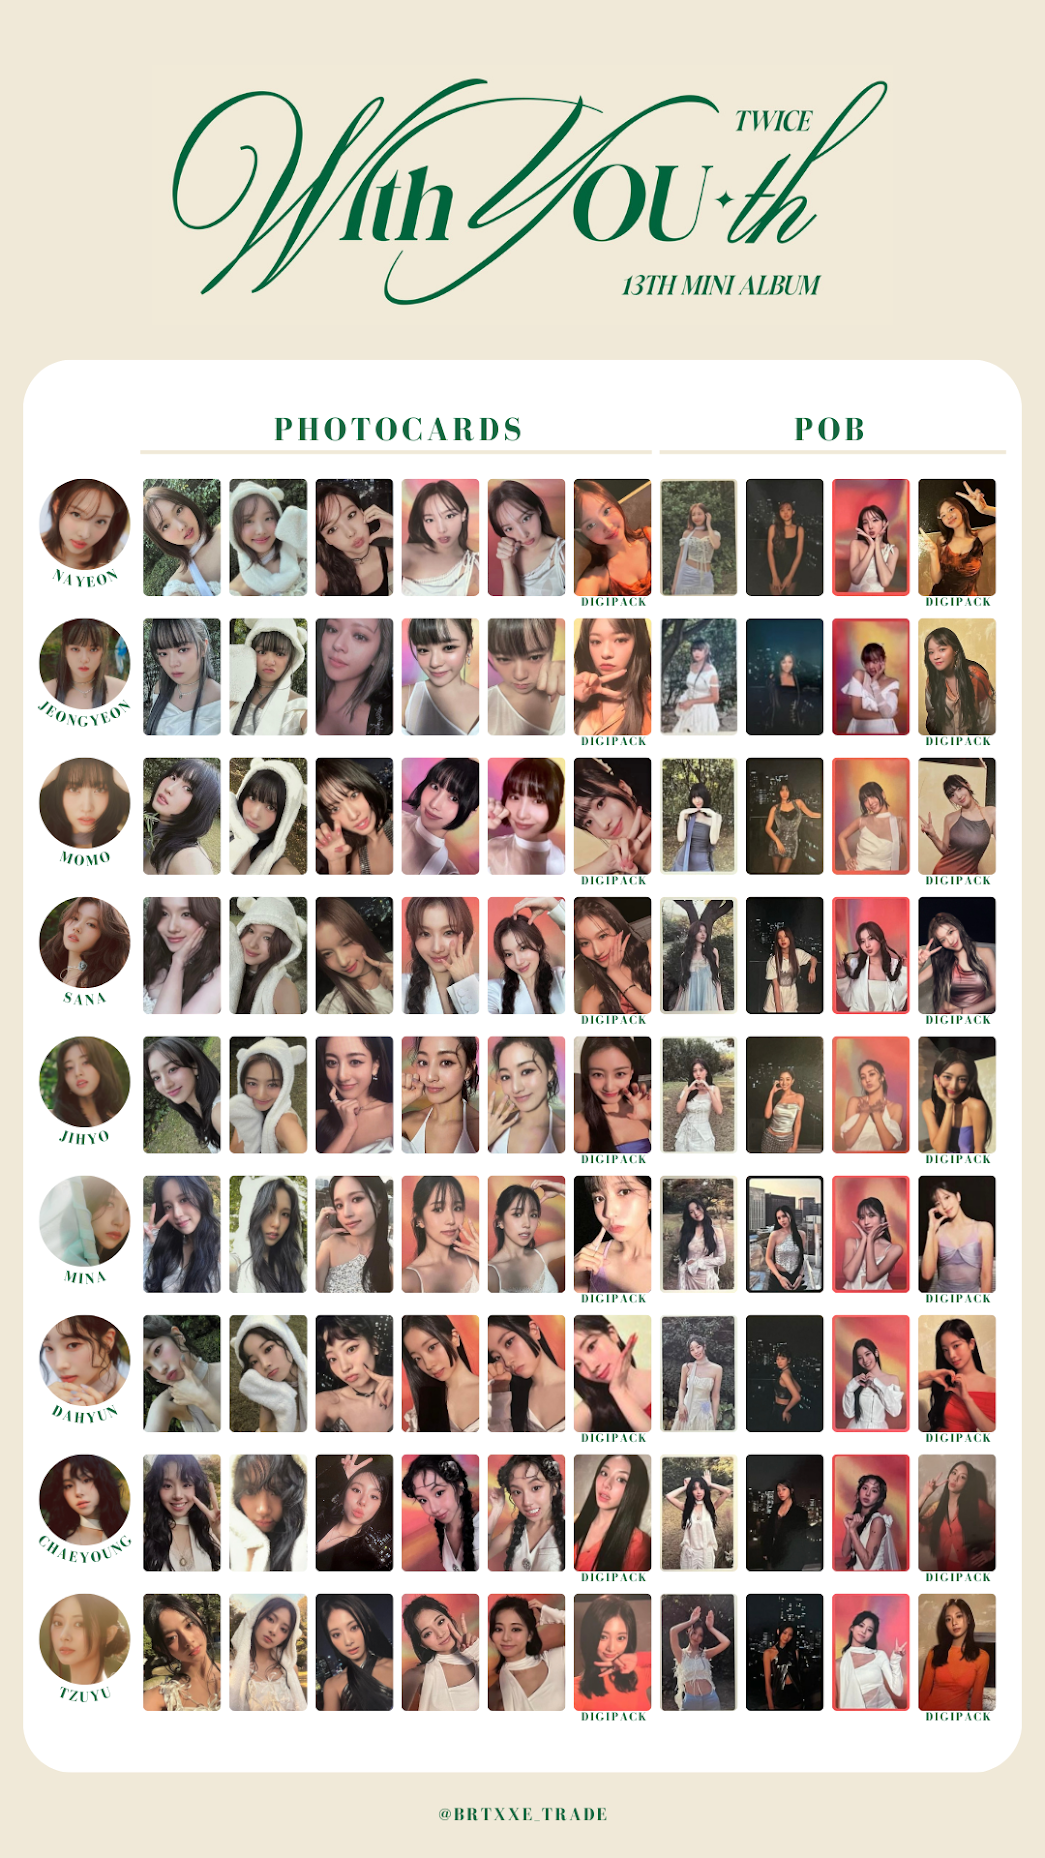 With YOU✦th
TWICE
13TH MINI ALBUM
PHOTOCARDS
POB
NAYEON
DIGIPACK
DIGIPACK
JEONGYEON
DIGIPACK
DIGIPACK
MOMO
DIGIPACK
DIGIPACK
SANA
DIGIPACK
DIGIPACK
JIHYO
DIGIPACK
DIGIPACK
MINA
DIGIPACK
DIGIPACK
DAHYUN
DIGIPACK
DIGIPACK
CHAEYOUNG
DIGIPACK
DIGIPACK
TZUYU
DIGIPACK
DIGIPACK
@BRTXXE_TRADE